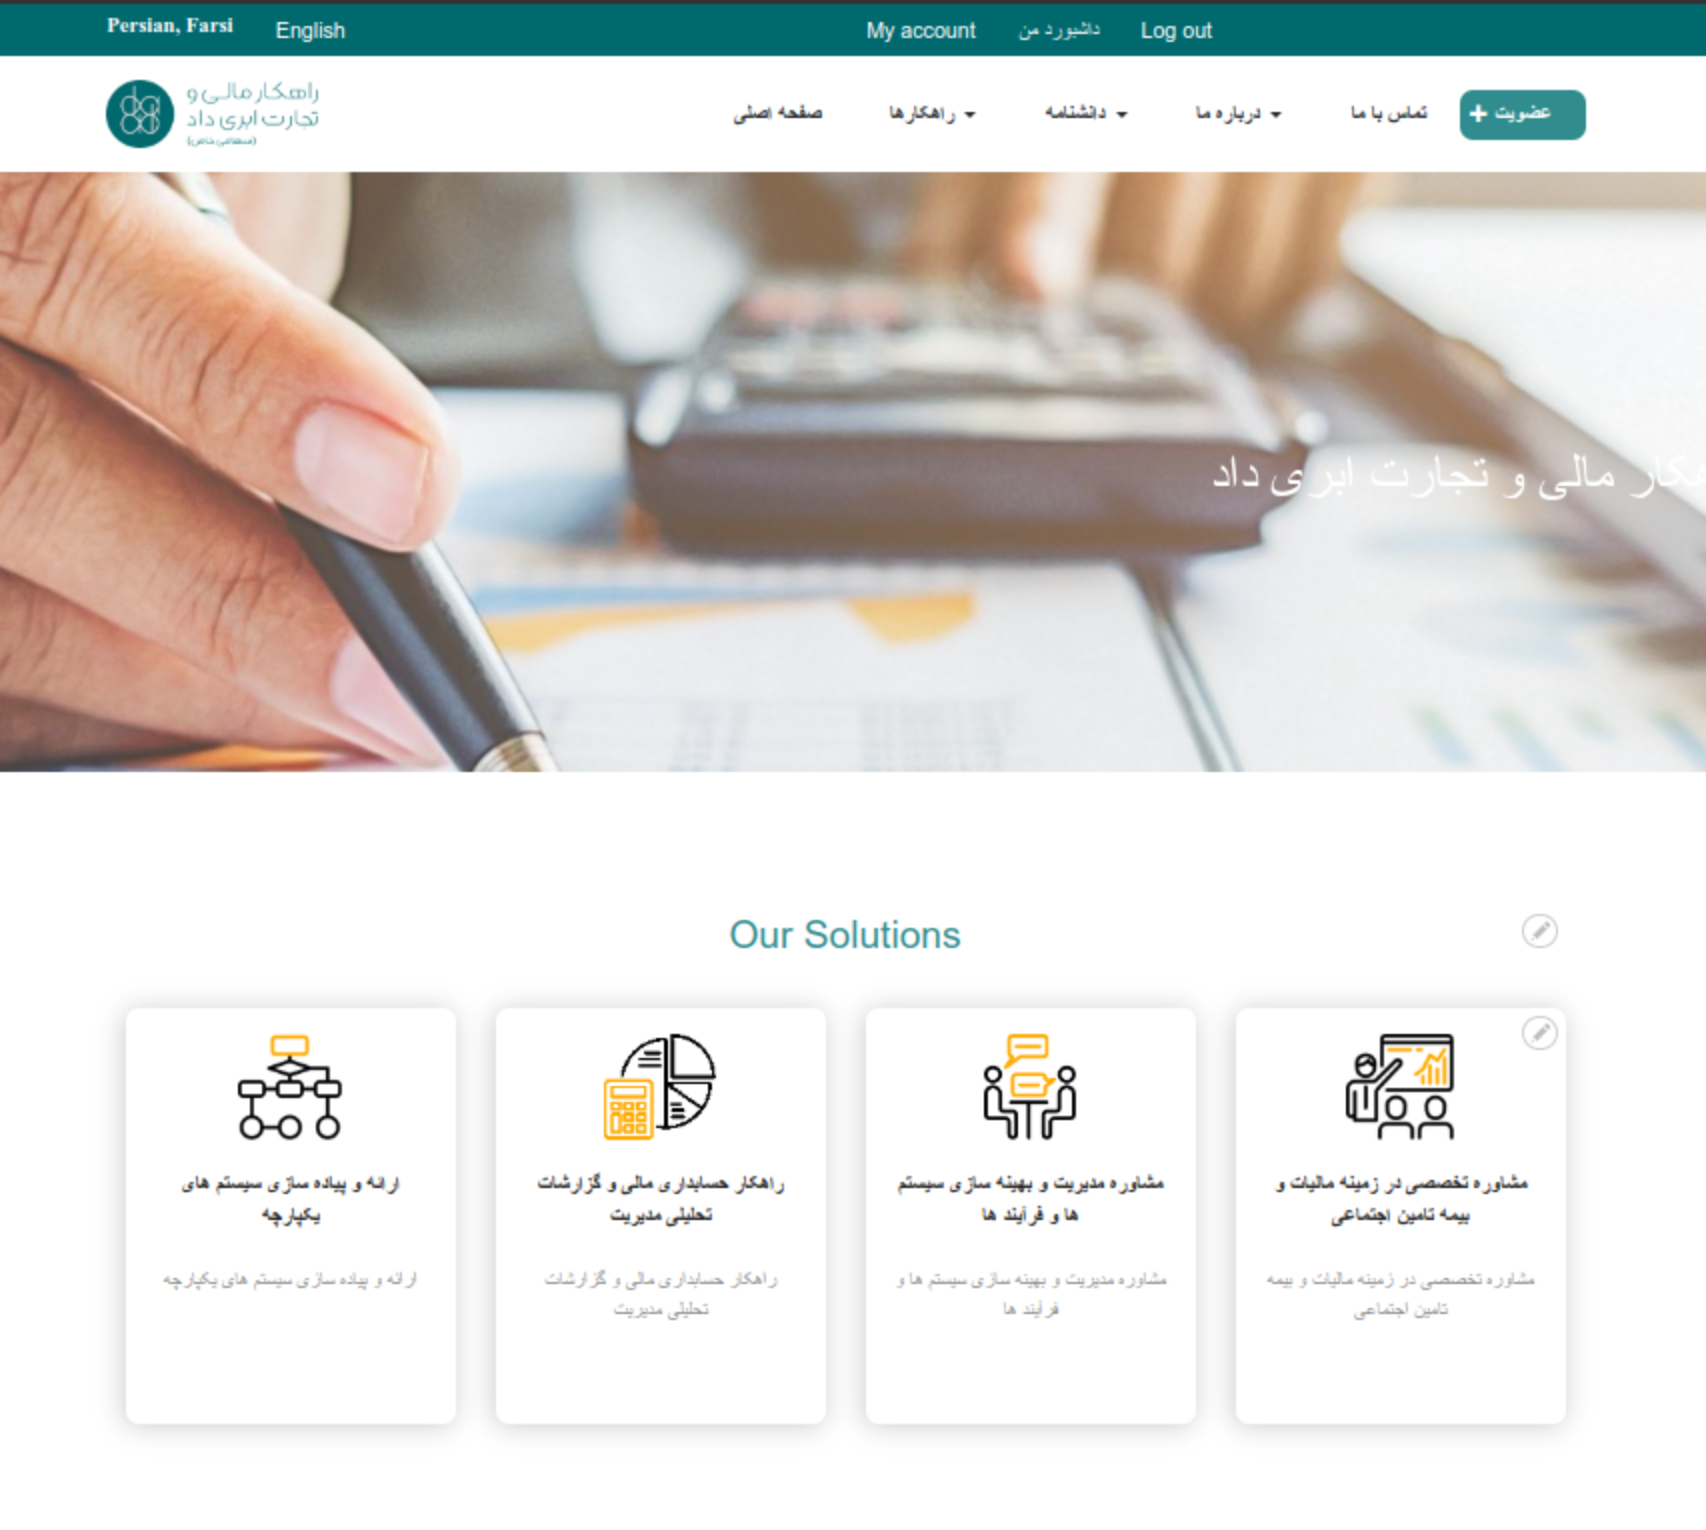 Persian, Farsi
English
My account
داشبورد من
Log out
راهکار مالی و
تجارت ابری داد
(سهامی خاص)
صفحه اصلی
راهکار ها
دانشنامه
درباره ما
تماس با ما
عضویت +
کار مالی و تجارت ابری داد
Our Solutions
ارائه و پیاده سازی سیستم های
یکپارچه
ارائه و پیاده سازی سیستم های یکپارچه
راهکار حسابداری مالی و گزارشات
تحلیلی مدیریت
راهکار حسابداری مالی و گزارشات
تحلیلی مدیریت
مشاوره مدیریت و بهینه سازی سیستم
ها و فرآیند ها
مشاوره مدیریت و بهینه سازی سیستم ها و
فرآیند ها
مشاوره تخصصی در زمینه مالیات و
بیمه تامین اجتماعی
مشاوره تخصصی در زمینه مالیات و بیمه
تامین اجتماعی